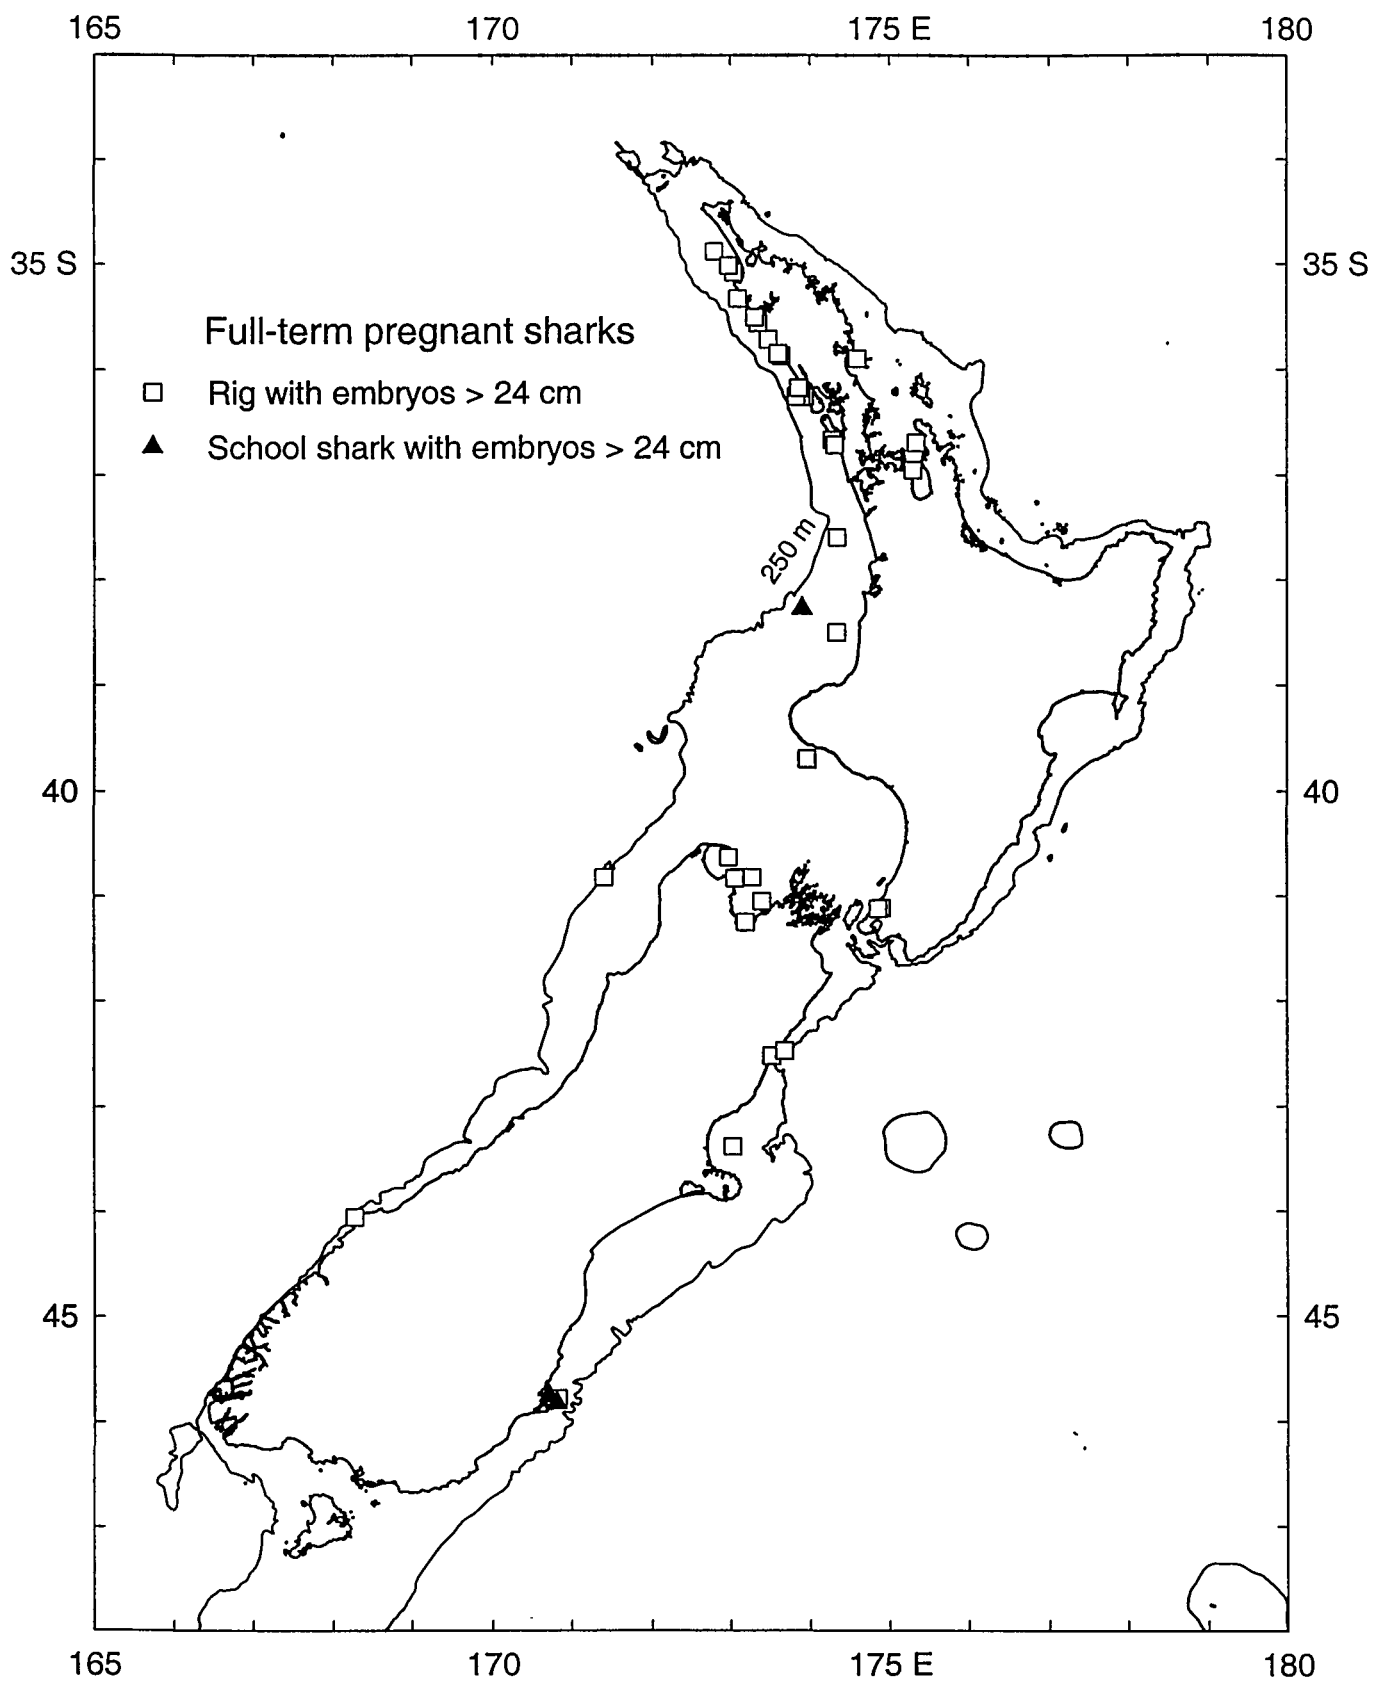 165 170 175 E 180
35 S 35 S
Full-term pregnant sharks
Rig with embryos > 24 cm
School shark with embryos > 24 cm
250 m
40 40
45 45
165 170 175 E 180